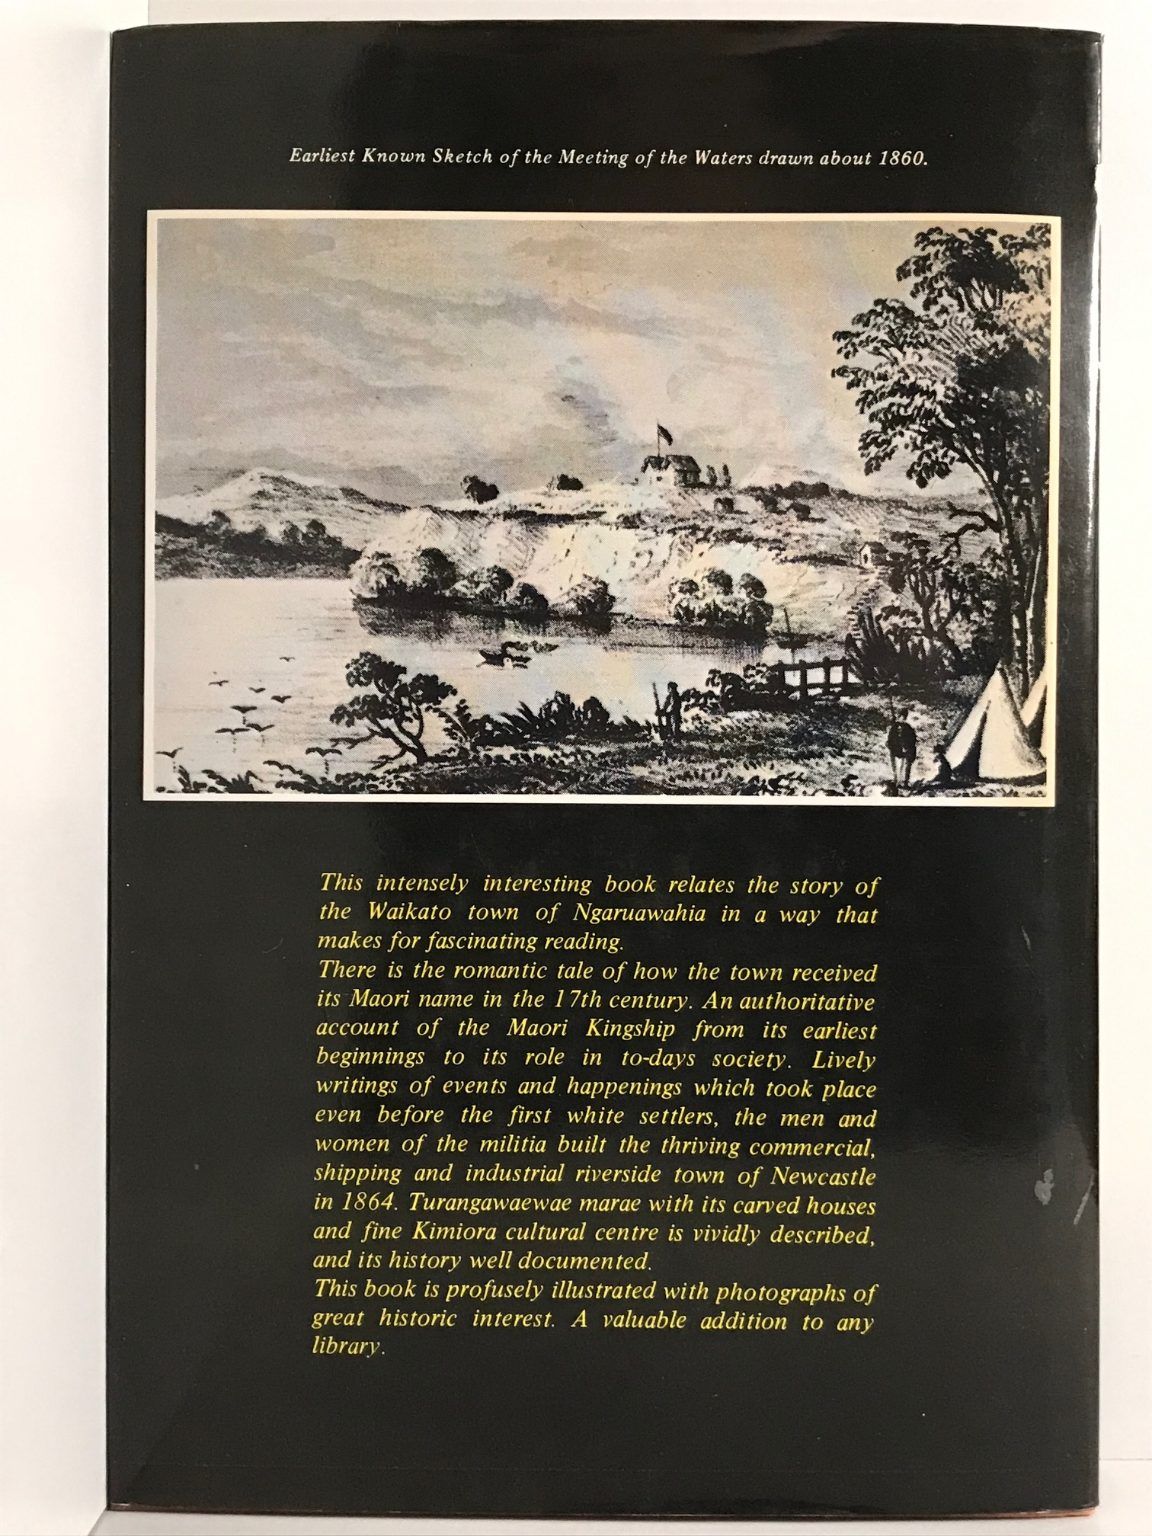 Earliest Known Sketch of the Meeting of the Waters drawn about 1860.
This intensely interesting book relates the story of
the Waikato town of Ngaruawahia in a way that
makes for fascinating reading.
There is the romantic tale of how the town received
its Maori name in the 17th century. An authoritative
account of the Maori Kingship from its earliest
beginnings to its role in to-days society. Lively
writings of events and happenings which took place
even before the first white settlers, the men and
women of the militia built the thriving commercial,
shipping and industrial riverside town of Newcastle
in 1864. Turangawaewae marae with its carved houses
and fine Kimiora cultural centre is vividly described,
and its history well documented.
This book is profusely illustrated with photographs of
great historic interest. A valuable addition to any
library.